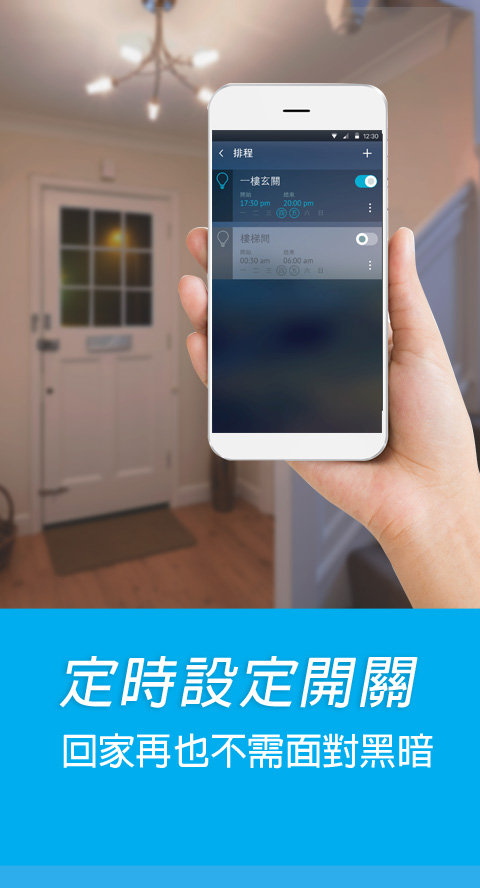 12:30
排程
一樓玄關
開始 結束
17:50 pm 20:00 pm
一 二 三 四 五 六 日
樓梯間
開始 結束
00:30 am 06:00 am
一 二 三 四 五 六 日
定時設定開關
回家再也不需面對黑暗